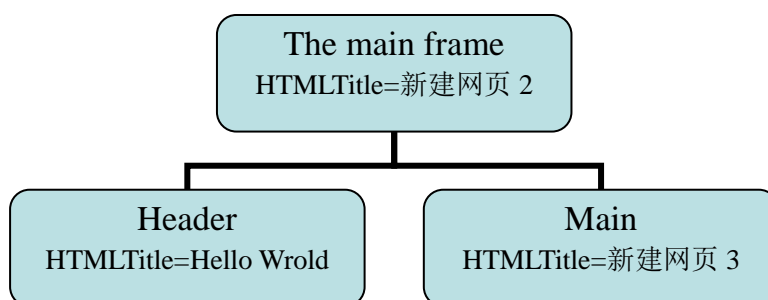 The main frame
HTMLTitle=新建网页 2
Header
HTMLTitle=Hello Wrold
Main
HTMLTitle=新建网页 3